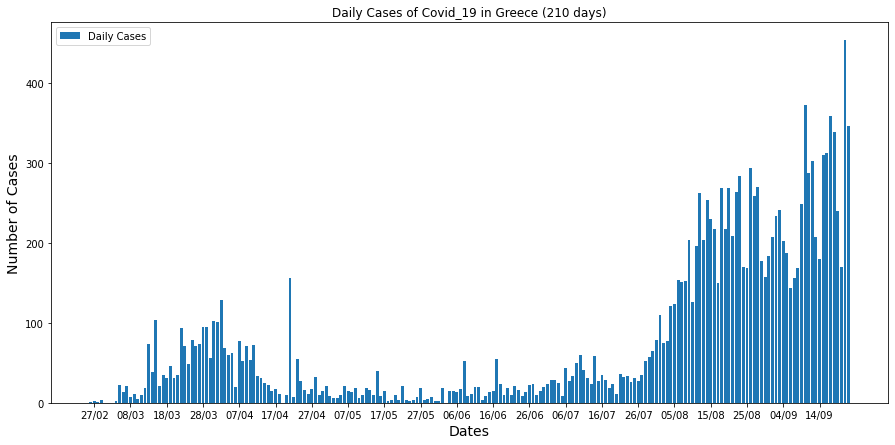 Daily Cases of Covid_19 in Greece (210 days)
Daily Cases
Number of Cases
400
300
200
100
0
27/02 08/03 18/03 28/03 07/04 17/04 27/04 07/05 17/05 27/05 06/06 16/06 26/06 06/07 16/07 26/07 05/08 15/08 25/08 04/09 14/09
Dates